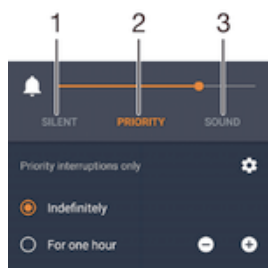 1 2 3
SILENT PRIORITY SOUND
Priority interruptions only
Indefinitely
For one hour